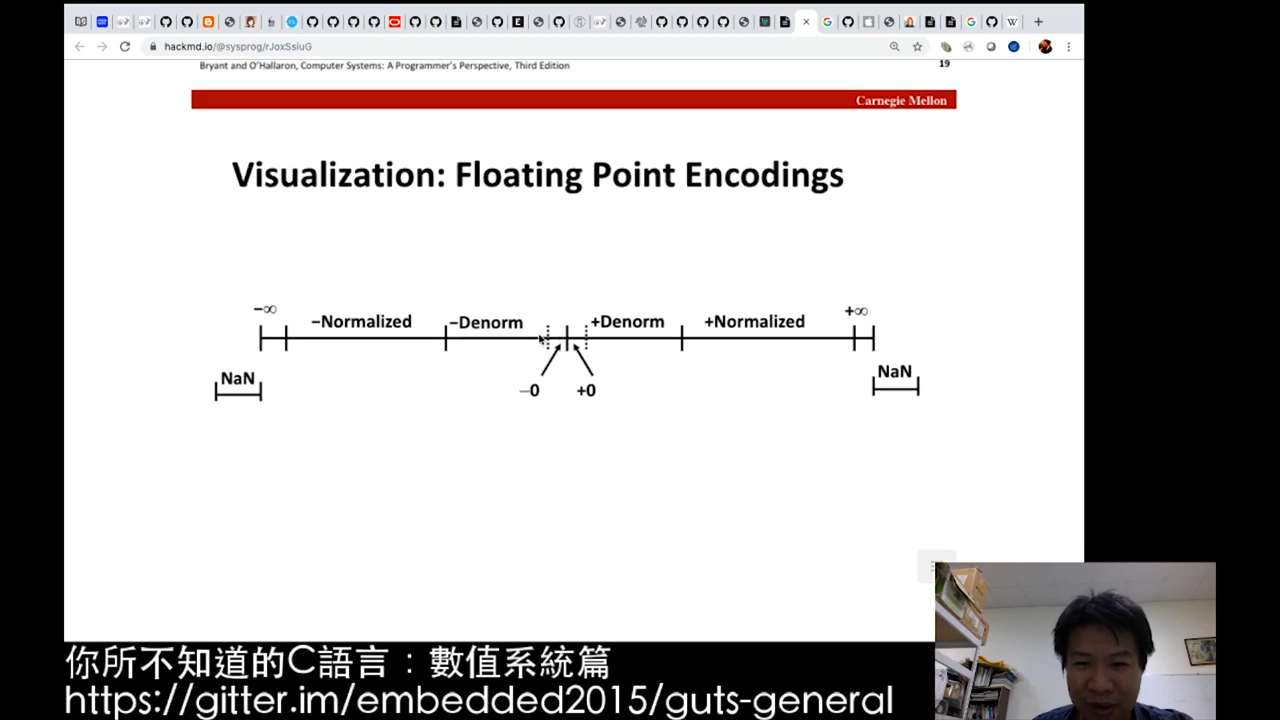 hackmd.io/@sysprog/rJoxSsiuG
Bryant and O'Hallaron, Computer Systems: A Programmer's Perspective, Third Edition 19
Carnegie Mellon
Visualization: Floating Point Encodings
−∞ +∞
−Normalized −Denorm +Denorm +Normalized
NaN NaN
−0 +0
你所不知道的C語言：數值系統篇
https://gitter.im/embedded2015/guts-general